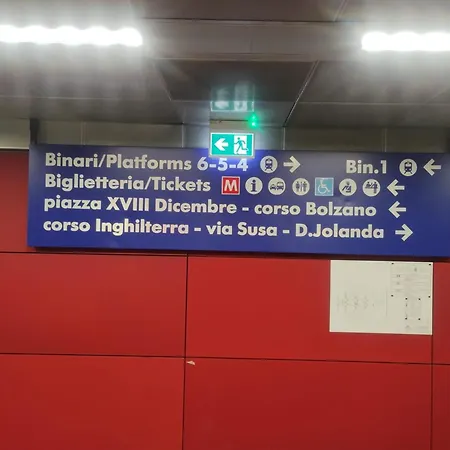 Binari/Platforms 6-5-4 Bin.1
Biglietteria/Tickets M i
piazza XVIII Dicembre - corso Bolzano
corso Inghilterra - via Susa - D.Jolanda